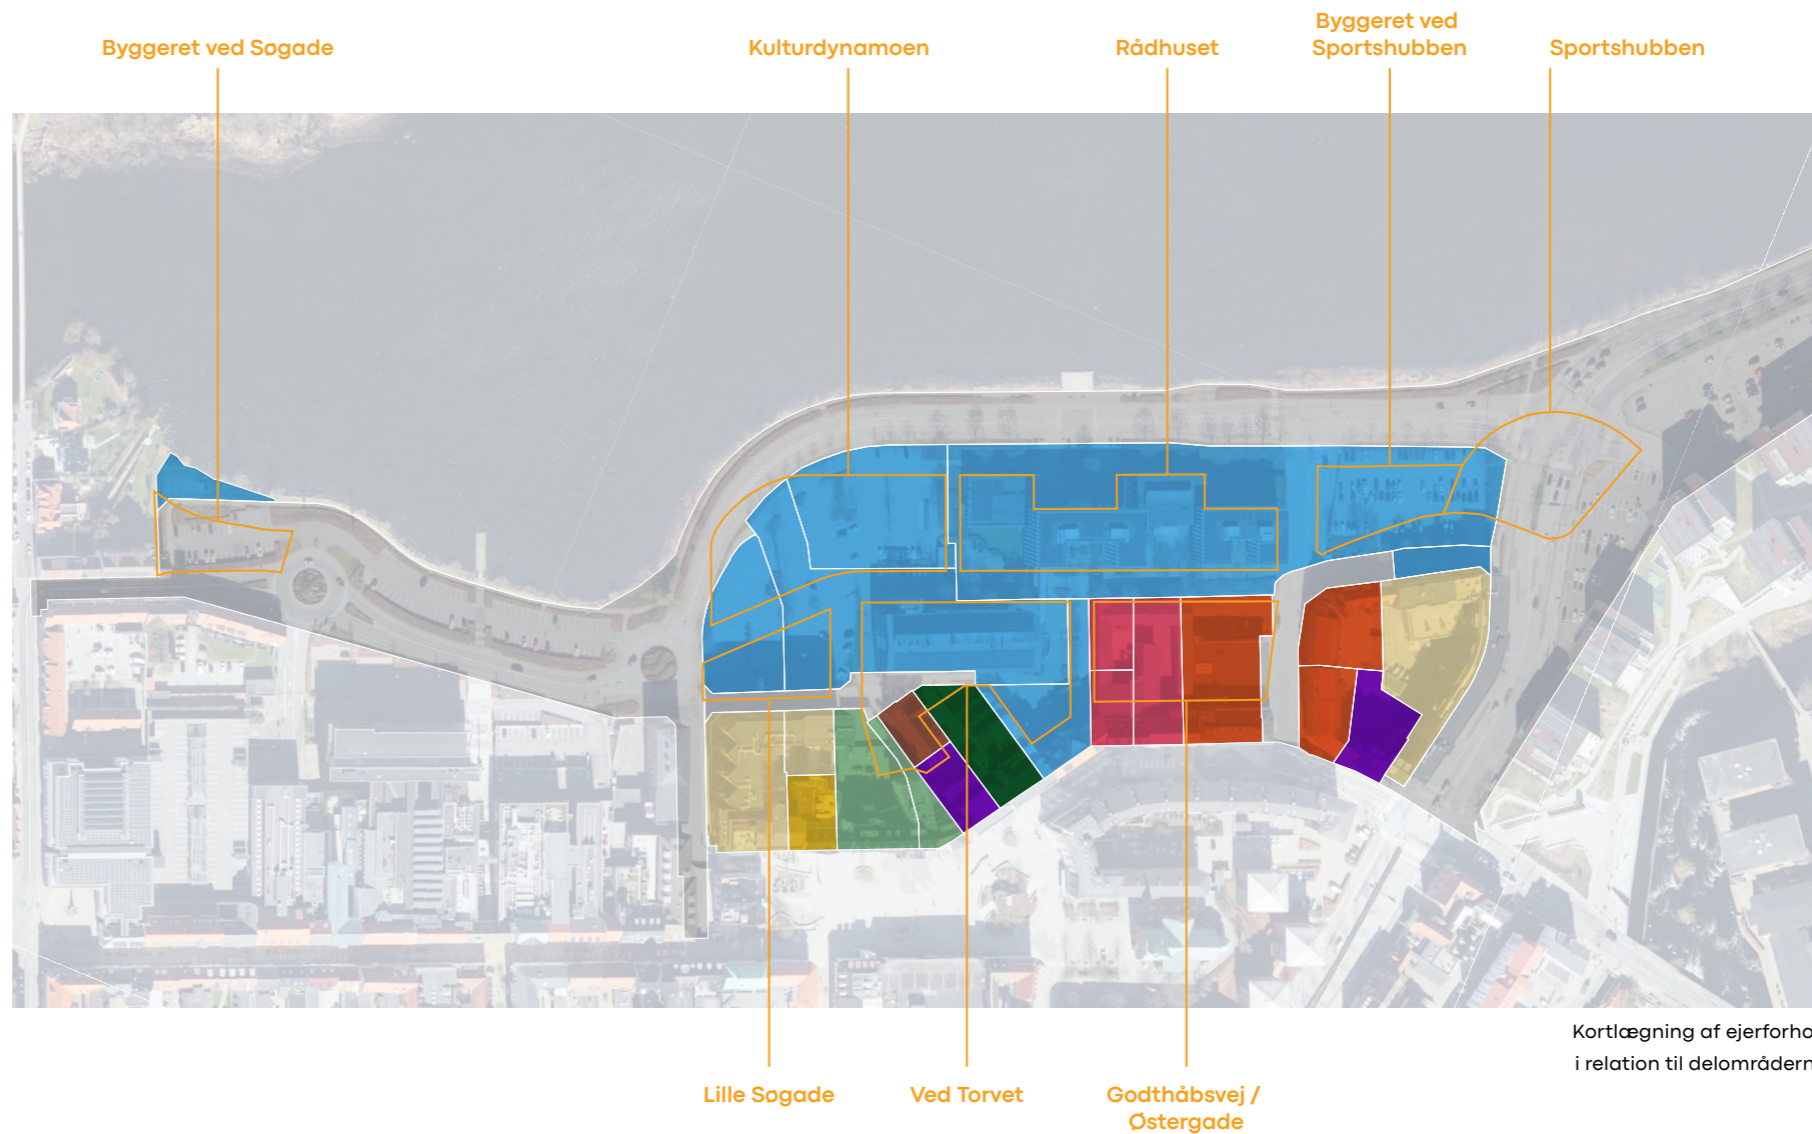 Byggeret ved Søgade
Kulturdynamoen
Rådhuset
Byggeret ved
Sportshubben
Sportshubben
Lille Søgade
Ved Torvet
Godthåbsvej /
Østergade
Kortlægning af ejerforho
i relation til delområdern